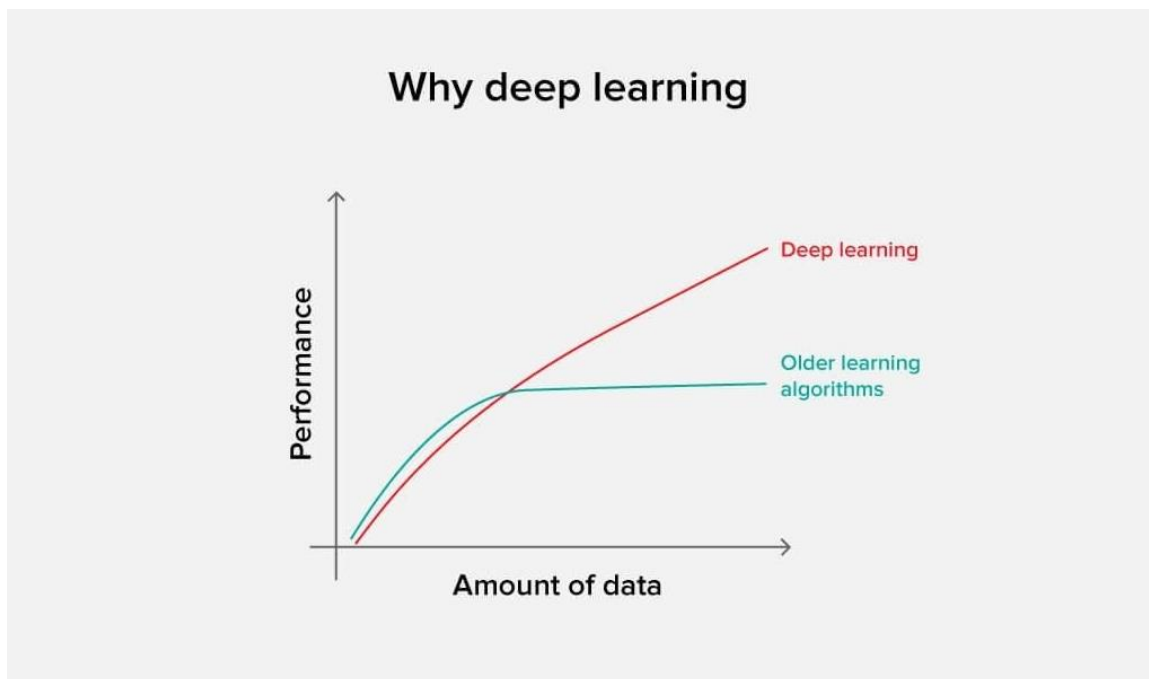 Why deep learning
Performance
Deep learning
Older learning
algorithms
Amount of data